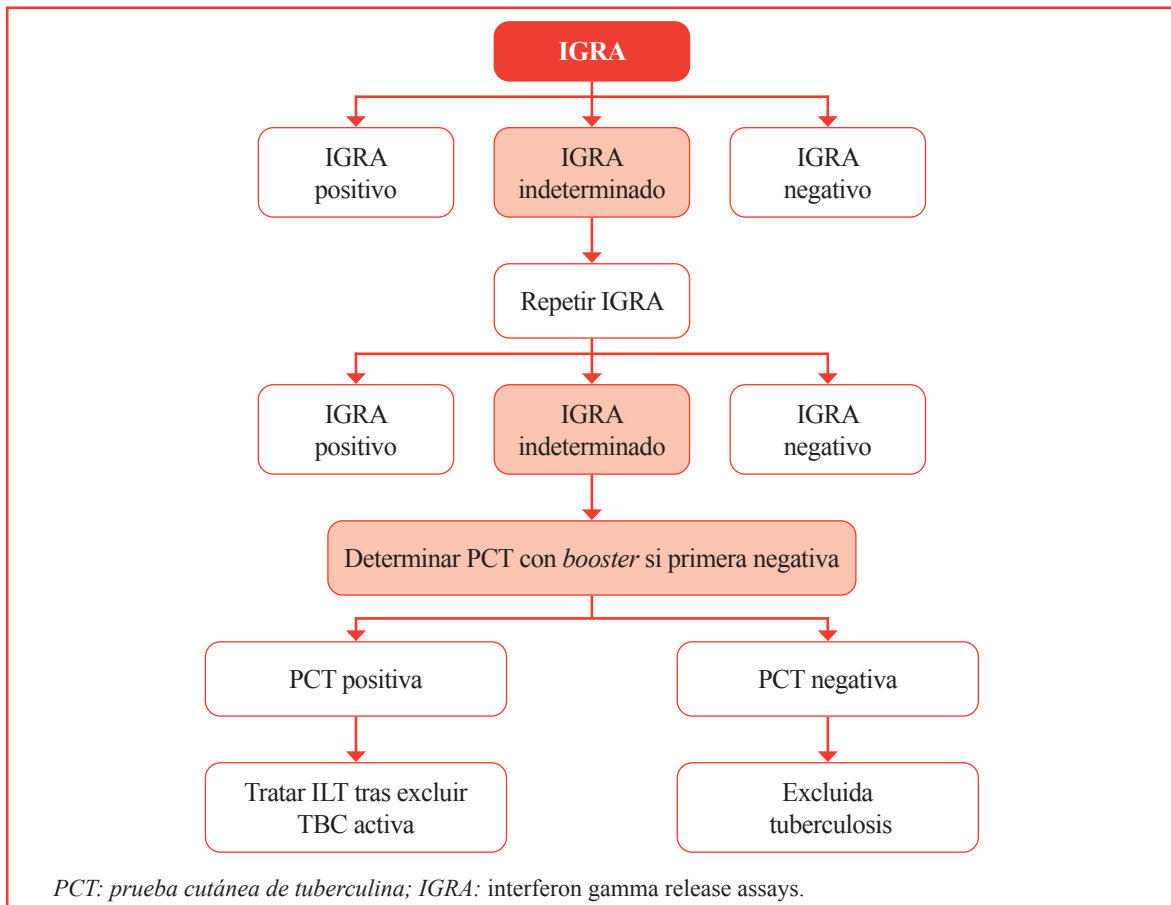 IGRA
IGRA
positivo
IGRA
indeterminado
IGRA
negativo
Repetir IGRA
IGRA
positivo
IGRA
indeterminado
IGRA
negativo
Determinar PCT con booster si primera negativa
PCT positiva
PCT negativa
Tratar ILT tras excluir
TBC activa
Excluida
tuberculosis
PCT: prueba cutánea de tuberculina; IGRA: interferon gamma release assays.